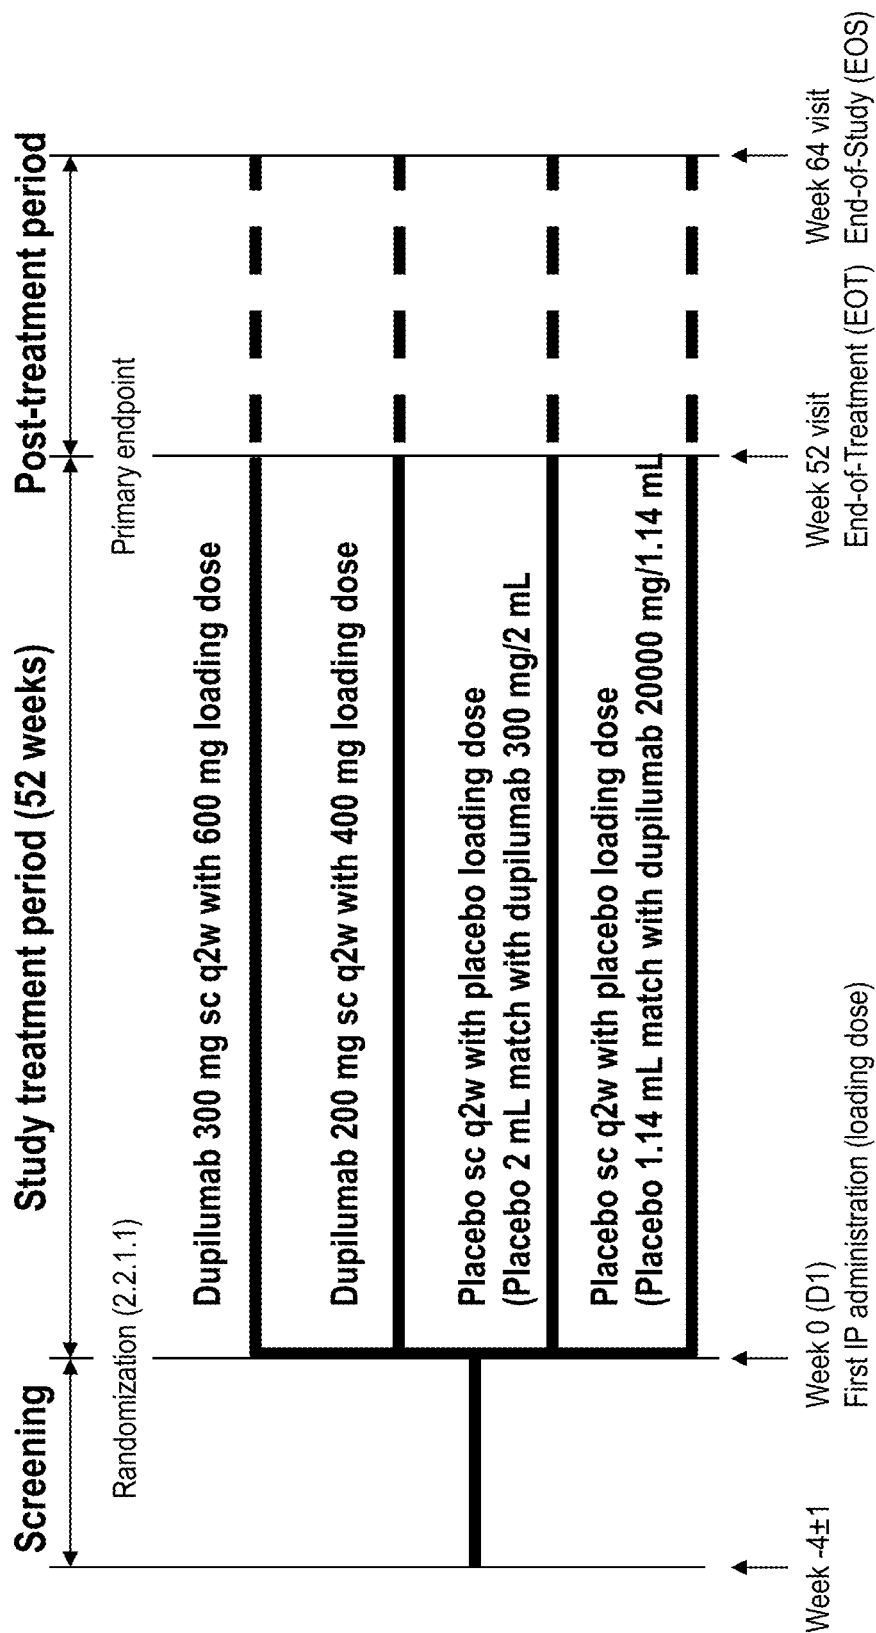 Screening
Study treatment period (52 weeks)
Post-treatment period
Randomization (2.2.1.1)
Primary endpoint
Dupilumab 300 mg sc q2w with 600 mg loading dose
Dupilumab 200 mg sc q2w with 400 mg loading dose
Placebo sc q2w with placebo loading dose
(Placebo 2 mL match with dupilumab 300 mg/2 mL
Placebo sc q2w with placebo loading dose
(Placebo 1.14 mL match with dupilumab 20000 mg/1.14 mL
Week -4±1
Week 0 (D1)
First IP administration (loading dose)
Week 52 visit
End-of-Treatment (EOT)
Week 64 visit
End-of-Study (EOS)